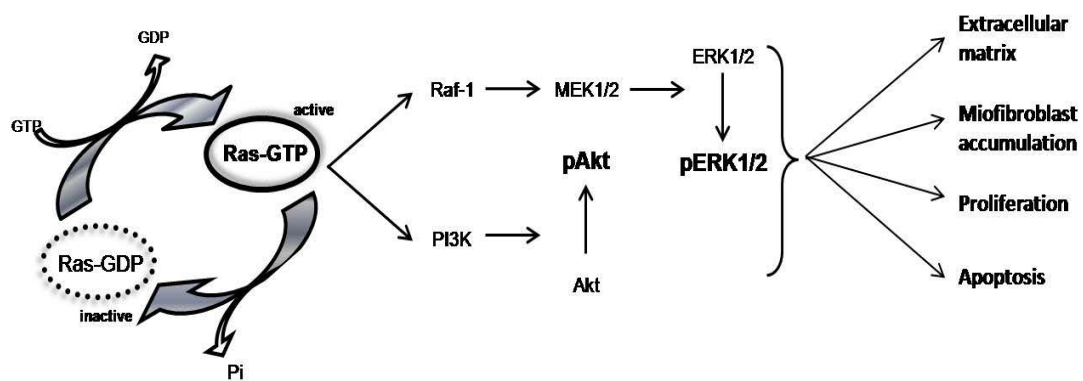 GDP
GTP
active
Ras-GTP
Ras-GDP
inactive
Pi
Raf-1
MEK1/2
ERK1/2
pAkt
pERK1/2
PI3K
Akt
Extracellular
matrix
Miofibroblast
accumulation
Proliferation
Apoptosis